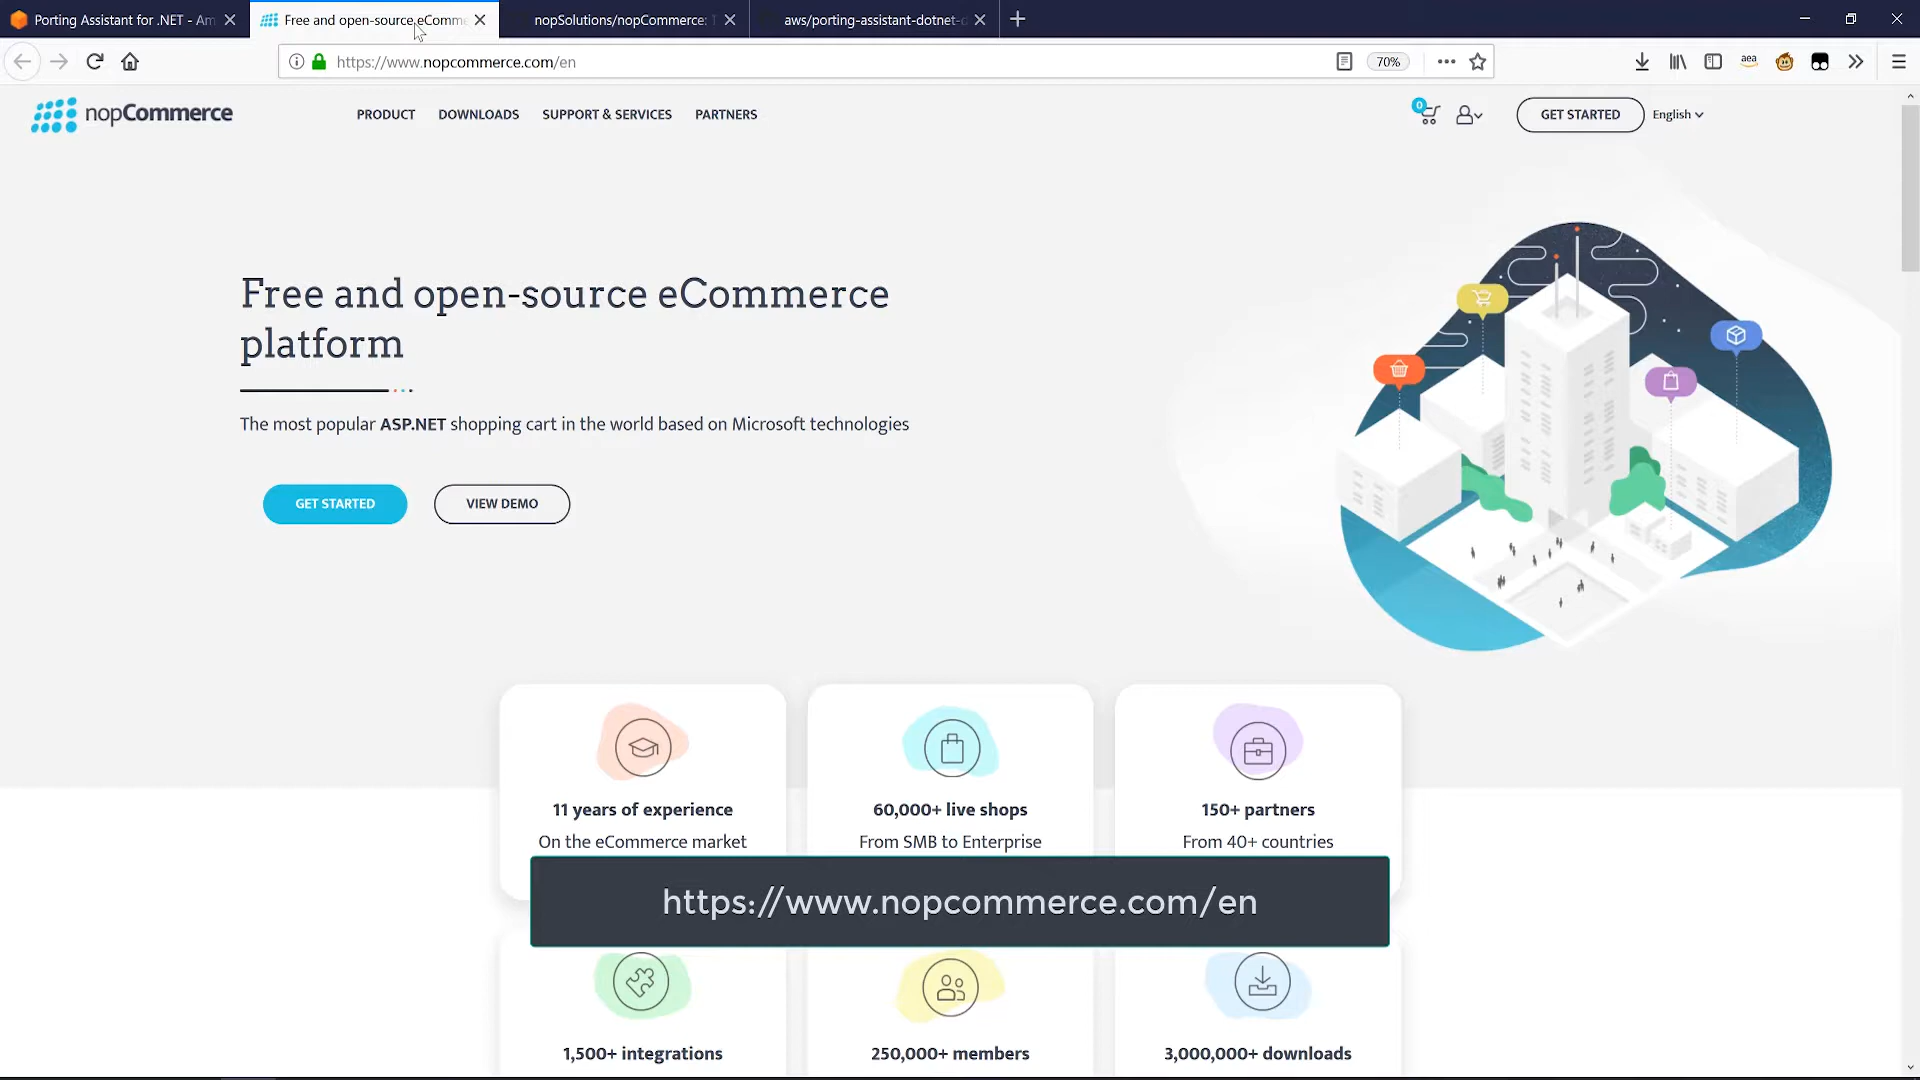 Porting Assistant for .NET - Am
Free and open-source eComme
nopSolutions/nopCommerce:
aws/porting-assistant-dotnet-d
https://www.nopcommerce.com/en
70%
aea
nopCommerce
PRODUCT
DOWNLOADS
SUPPORT & SERVICES
PARTNERS
0
GET STARTED
English
Free and open-source eCommerce
platform
The most popular ASP.NET shopping cart in the world based on Microsoft technologies
GET STARTED
VIEW DEMO
11 years of experience
On the eCommerce market
60,000+ live shops
From SMB to Enterprise
150+ partners
From 40+ countries
https://www.nopcommerce.com/en
1,500+ integrations
250,000+ members
3,000,000+ downloads